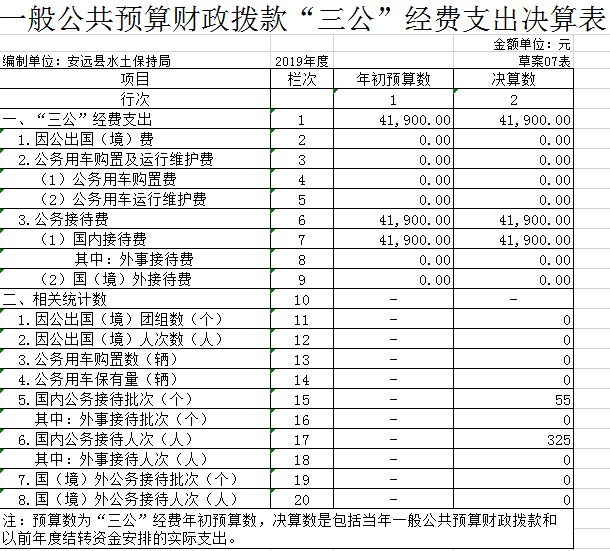 一般公共预算财政拨款“三公”经费支出决算表
金额单位：元
编制单位：安远县水土保持局 2019年度 草案07表
项目 栏次 年初预算数 决算数
行次 1 2
一、“三公”经费支出 1 41,900.00 41,900.00
1.因公出国（境）费 2 0.00 0.00
2.公务用车购置及运行维护费 3 0.00 0.00
（1）公务用车购置费 4 0.00 0.00
（2）公务用车运行维护费 5 0.00 0.00
3.公务接待费 6 41,900.00 41,900.00
（1）国内接待费 7 41,900.00 41,900.00
其中：外事接待费 8 0.00 0.00
（2）国（境）外接待费 9 0.00 0.00
二、相关统计数 10 － －
1.因公出国（境）团组数（个） 11 － 0
2.因公出国（境）人次数（人） 12 － 0
3.公务用车购置数（辆） 13 － 0
4.公务用车保有量（辆） 14 － 0
5.国内公务接待批次（个） 15 － 55
其中：外事接待批次（个） 16 － 0
6.国内公务接待人次（人） 17 － 325
其中：外事接待人次（人） 18 － 0
7.国（境）外公务接待批次（个） 19 － 0
8.国（境）外公务接待人次（人） 20 － 0
注：预算数为“三公”经费年初预算数，决算数是包括当年一般公共预算财政拨款和
以前年度结转资金安排的实际支出。